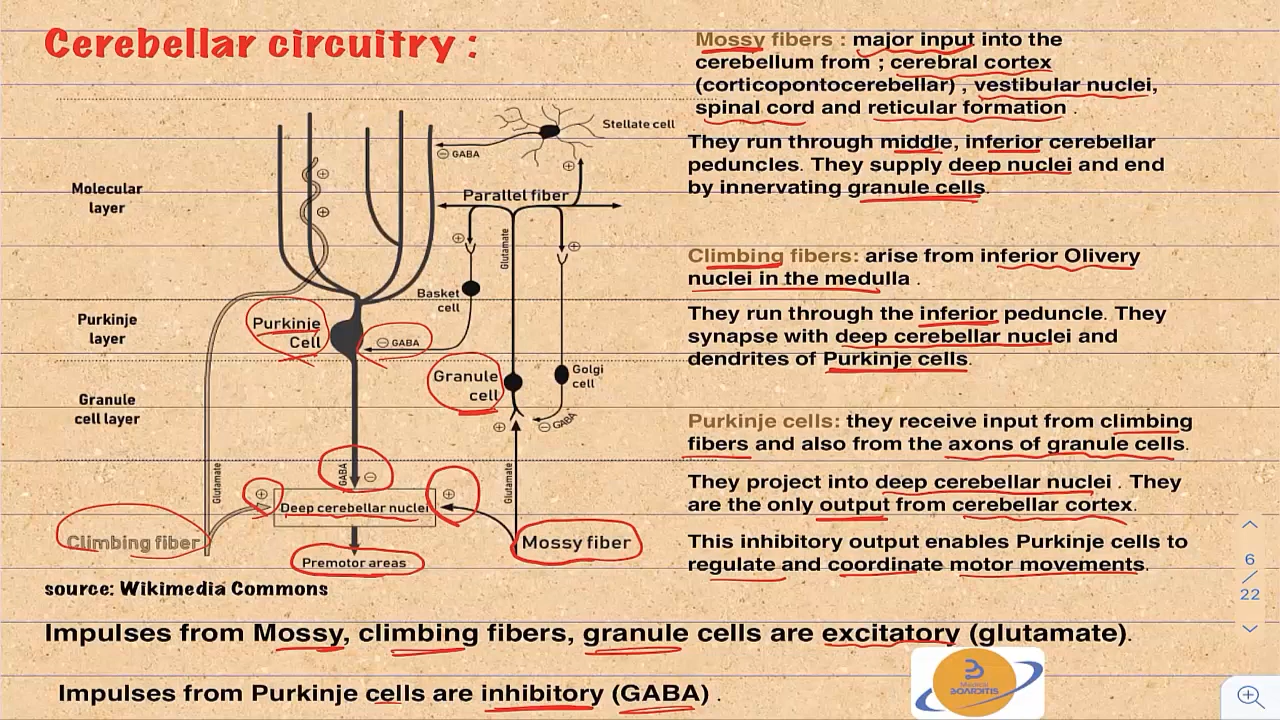 Cerebellar circuitry :
Mossy fibers : major input into the
cerebellum from ; cerebral cortex
(corticopontocerebellar) , vestibular nuclei,
spinal cord and reticular formation .
They run through middle, inferior cerebellar
peduncles. They supply deep nuclei and end
by innervating granule cells.
Climbing fibers: arise from inferior Olivery
nuclei in the medulla .
They run through the inferior peduncle. They
synapse with deep cerebellar nuclei and
dendrites of Purkinje cells.
Purkinje cells: they receive input from climbing
fibers and also from the axons of granule cells.
They project into deep cerebellar nuclei . They
are the only output from cerebellar cortex.
This inhibitory output enables Purkinje cells to
regulate and coordinate motor movements.
Stellate cell
GABA
Molecular
layer
Parallel fiber
Glutamate
Basket
cell
Purkinje
layer
Purkinje
Cell
GABA
Golgi
cell
Granule
cell
Granule
cell layer
GABA
GABA
Glutamate
Glutamate
Deep cerebellar nuclei
Climbing fiber
Mossy fiber
Premotor areas
source: Wikimedia Commons
Impulses from Mossy, climbing fibers, granule cells are excitatory (glutamate).
Impulses from Purkinje cells are inhibitory (GABA) .
BOARDITIS
6
/
22